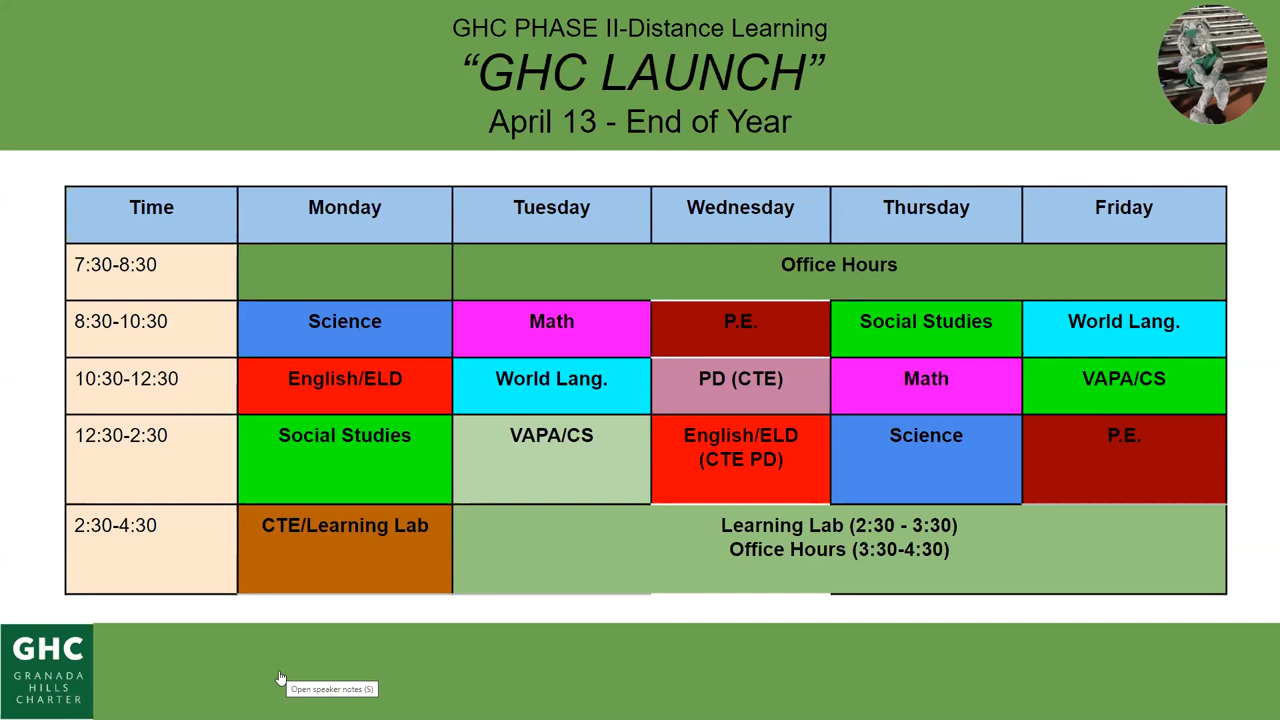 GHC PHASE II-Distance Learning
“GHC LAUNCH”
April 13 - End of Year
Time Monday Tuesday Wednesday Thursday Friday
7:30-8:30 Office Hours
8:30-10:30 Science Math P.E. Social Studies World Lang.
10:30-12:30 English/ELD World Lang. PD (CTE) Math VAPA/CS
12:30-2:30 Social Studies VAPA/CS English/ELD Science P.E.
(CTE PD)
2:30-4:30 CTE/Learning Lab Learning Lab (2:30 - 3:30)
Office Hours (3:30-4:30)
GHC
GRANADA
HILLS
CHARTER
Open speaker notes (S)